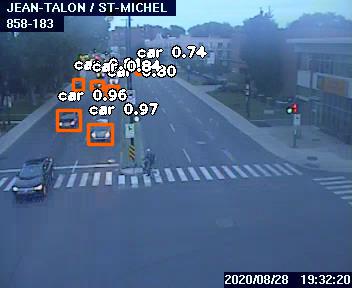 JEAN-TALON / ST-MICHEL
858-183
car 0.74
car 0.96
car 0.97
2020/08/28 19:32:20